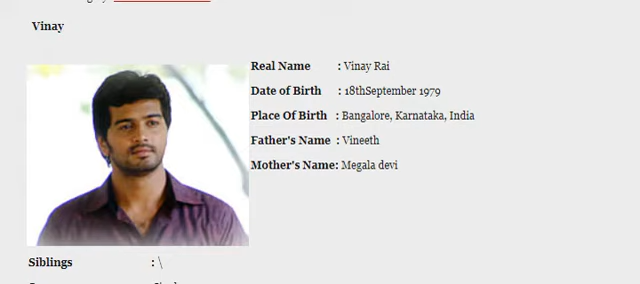 Vinay
Real Name : Vinay Rai
Date of Birth : 18thSeptember 1979
Place Of Birth : Bangalore, Karnataka, India
Father's Name : Vineeth
Mother's Name: Megala devi
Siblings : \